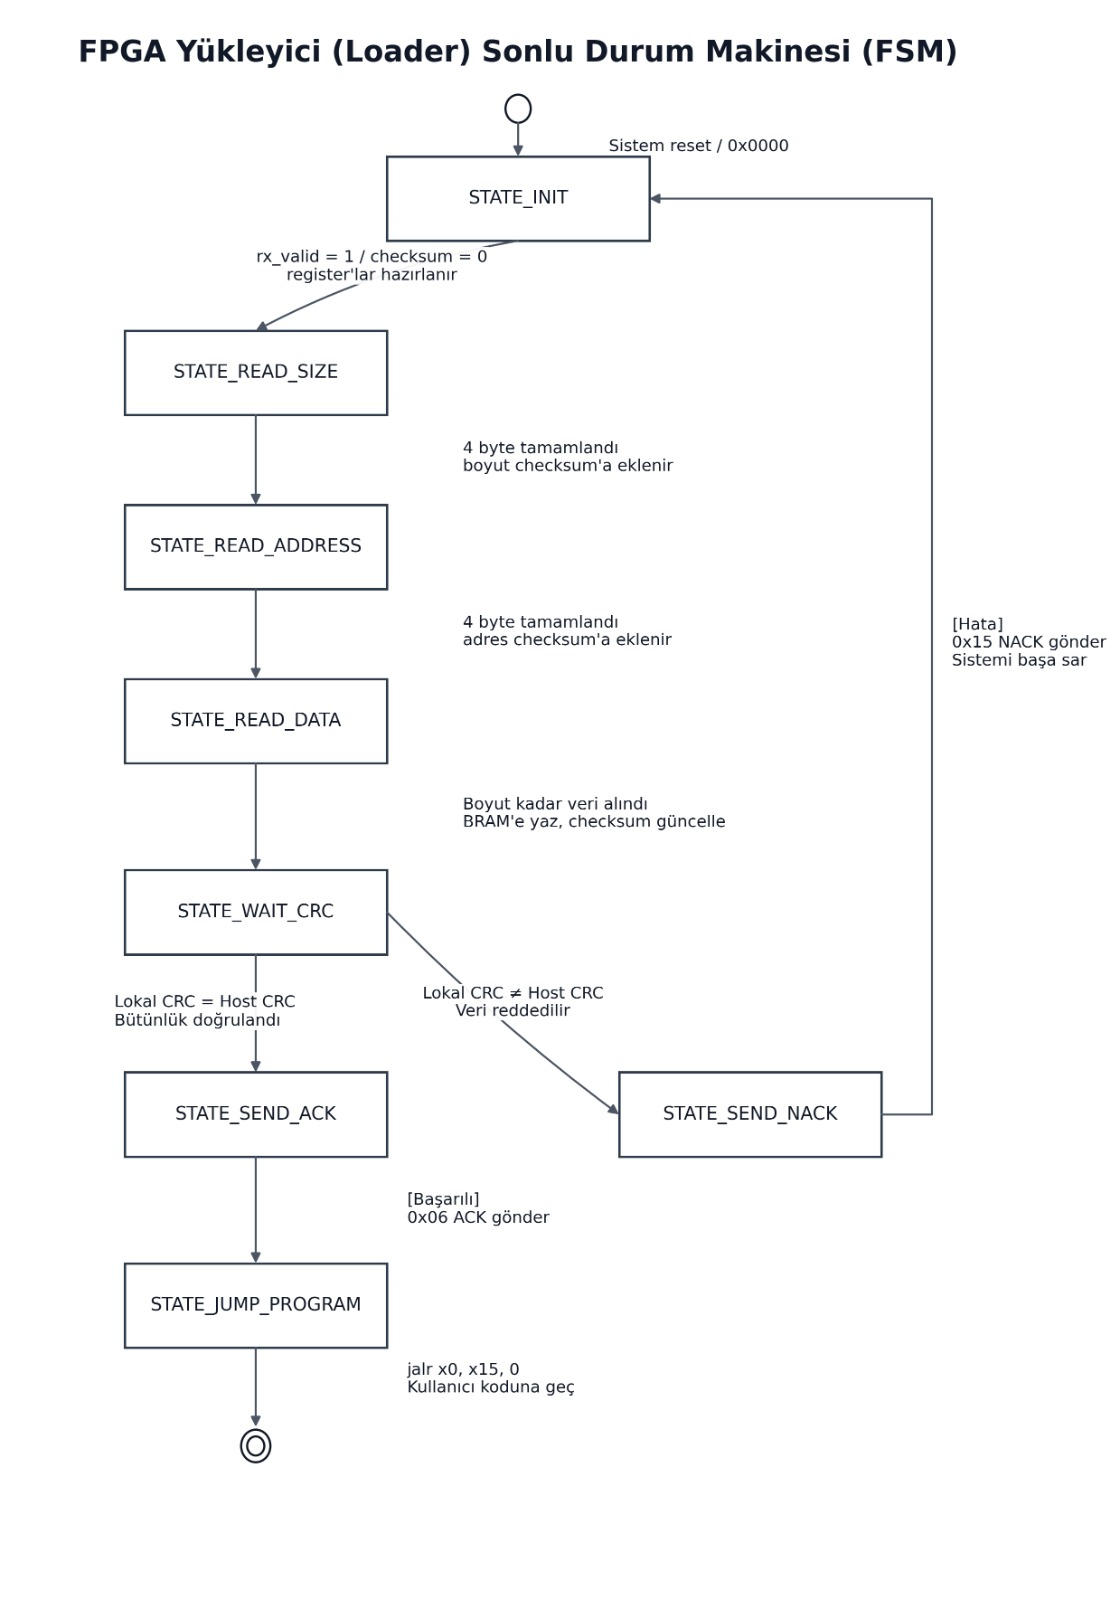 FPGA Yükleyici (Loader) Sonlu Durum Makinesi (FSM)
Sistem reset / 0x0000
STATE_INIT
rx_valid = 1 / checksum = 0
register'lar hazırlanır
STATE_READ_SIZE
4 byte tamamlandı
boyut checksum'a eklenir
STATE_READ_ADDRESS
4 byte tamamlandı
adres checksum'a eklenir
[Hata]
0x15 NACK gönder
Sistemi başa sar
STATE_READ_DATA
Boyut kadar veri alındı
BRAM'e yaz, checksum güncelle
STATE_WAIT_CRC
Lokal CRC = Host CRC
Bütünlük doğrulandı
Lokal CRC ≠ Host CRC
Veri reddedilir
STATE_SEND_ACK
STATE_SEND_NACK
[Başarılı]
0x06 ACK gönder
STATE_JUMP_PROGRAM
jalr x0, x15, 0
Kullanıcı koduna geç